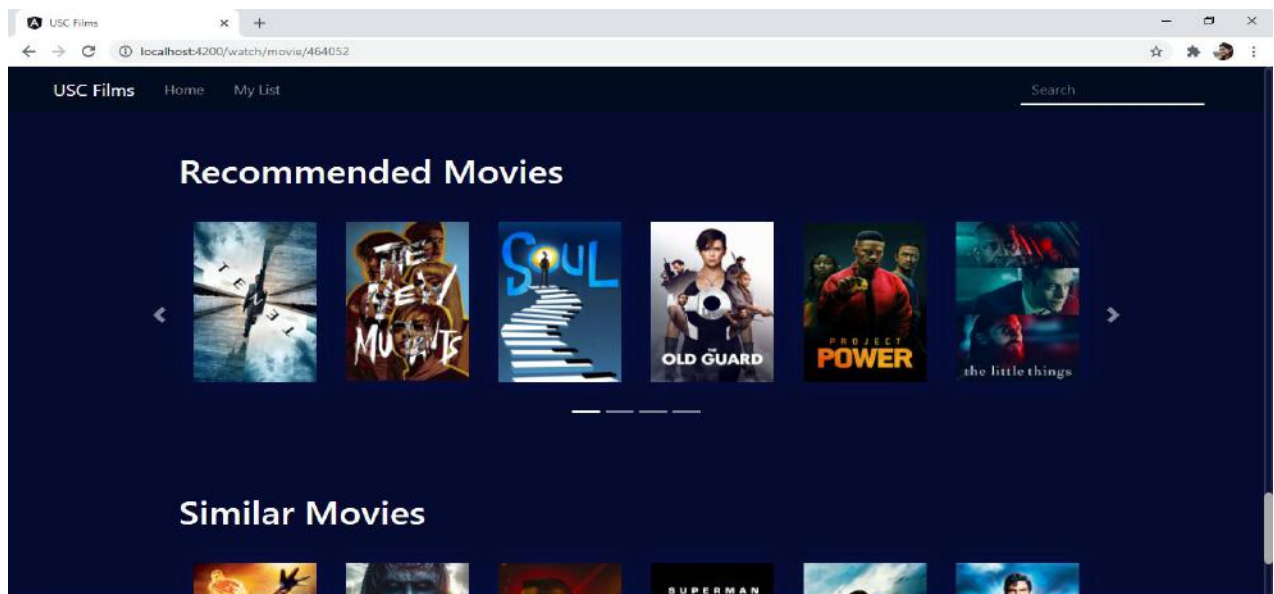 USC Films
localhost:4200/watch/movie/464052
USC Films Home My List Search
Recommended Movies
TENET
THE NEW MUTANTS
SOUL
THE OLD GUARD
PROJECT POWER
the little things
Similar Movies
SUPERMAN